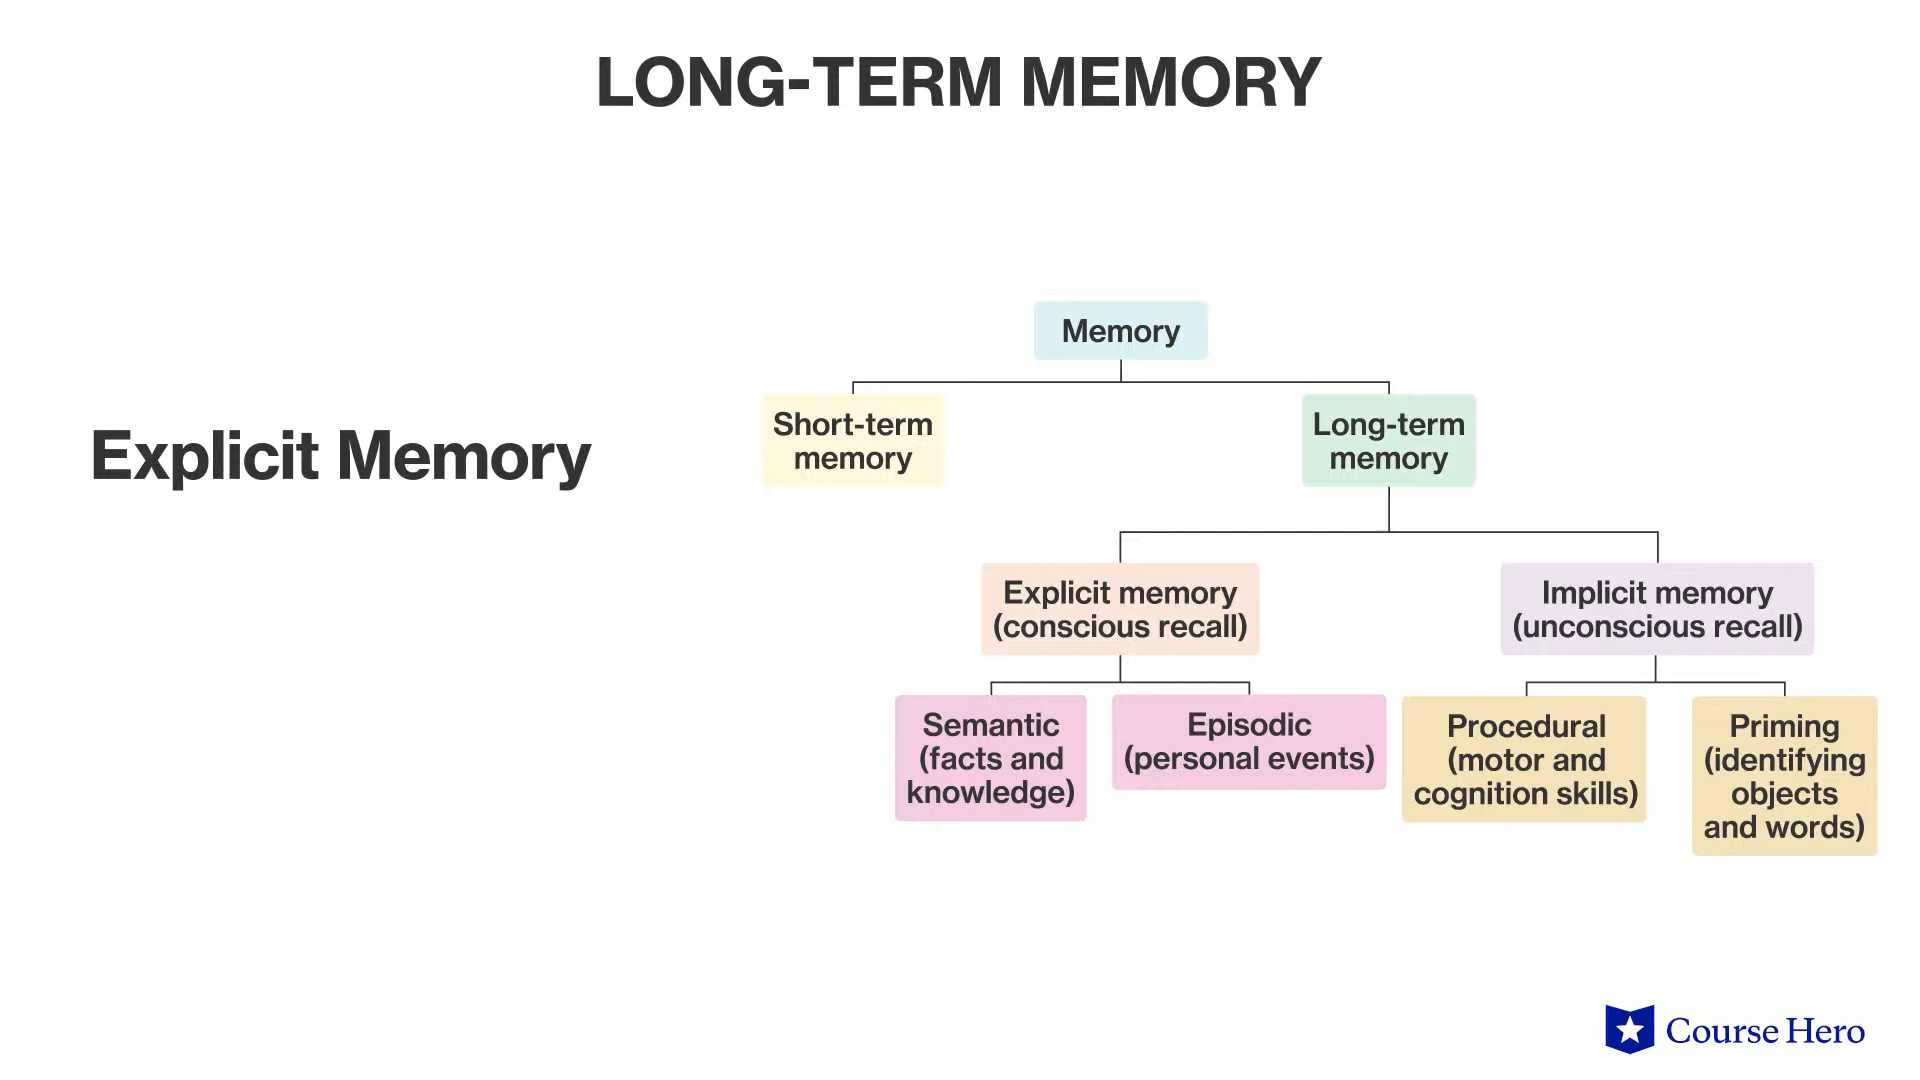 LONG-TERM MEMORY
Explicit Memory
Memory
Short-term
memory
Long-term
memory
Explicit memory
(conscious recall)
Implicit memory
(unconscious recall)
Semantic
(facts and
knowledge)
Episodic
(personal events)
Procedural
(motor and
cognition skills)
Priming
(identifying
objects
and words)
Course Hero